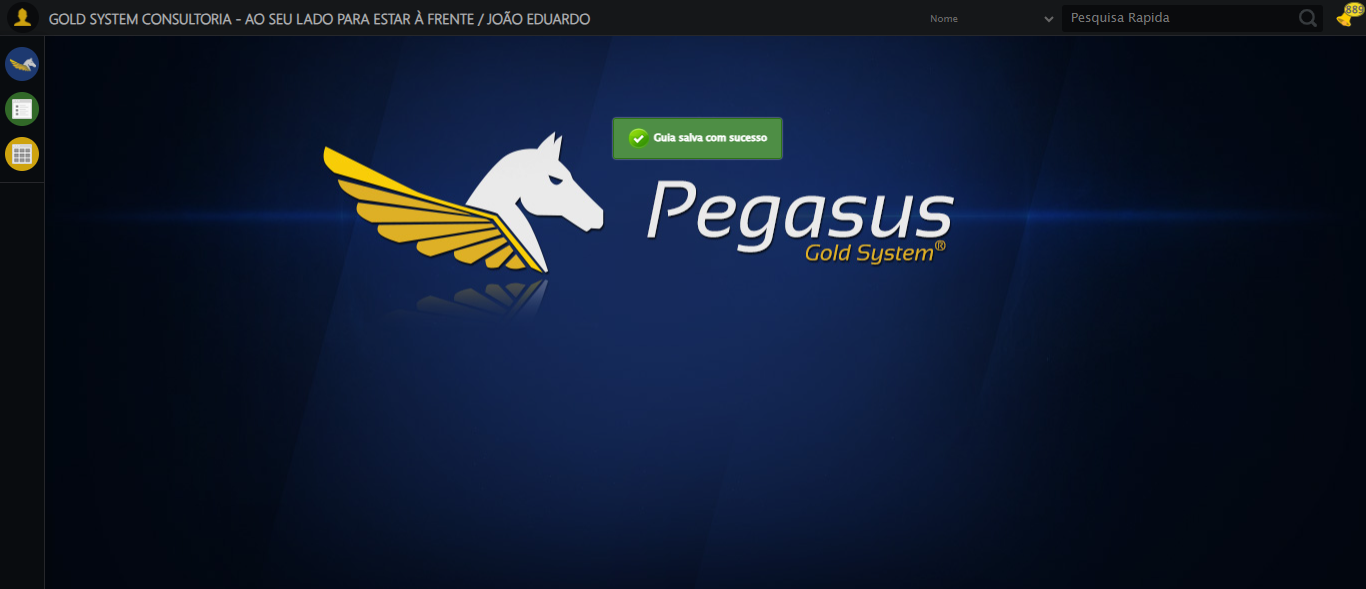 GOLD SYSTEM CONSULTORIA - AO SEU LADO PARA ESTAR À FRENTE / JOÃO EDUARDO
Nome
Pesquisa Rapida
889
Guia salva com sucesso
Pegasus
Gold System®